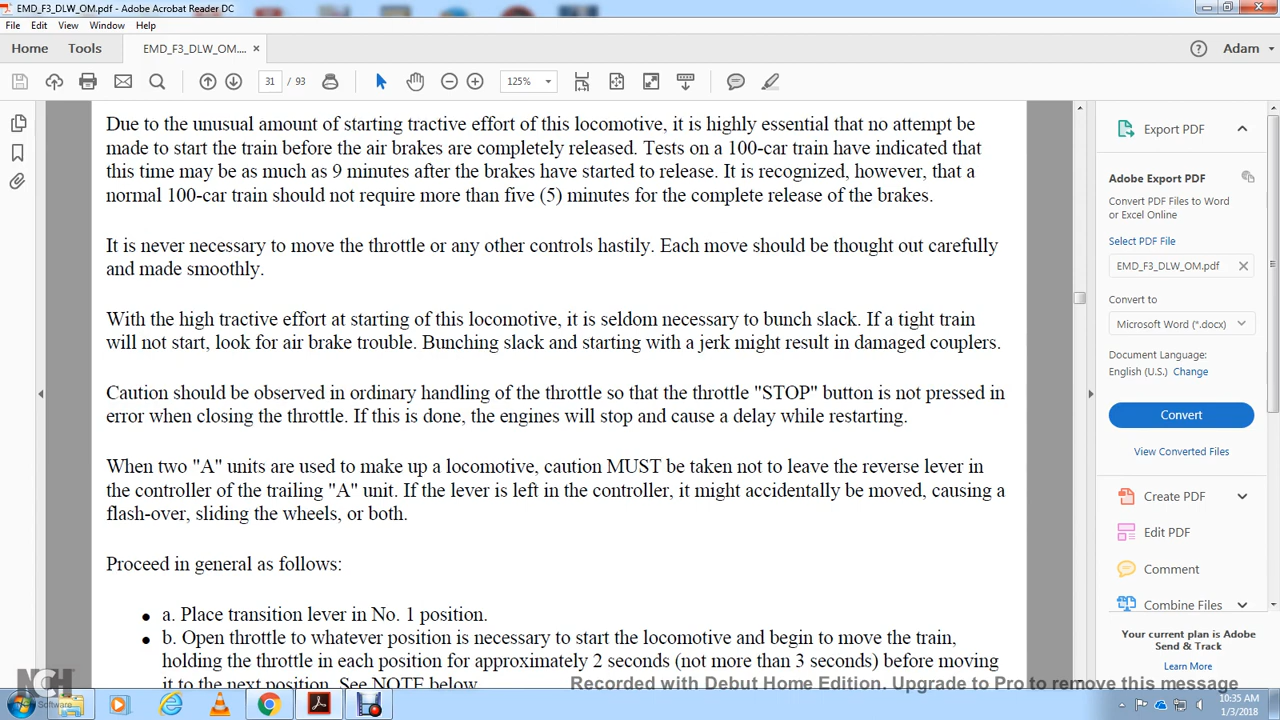 EMD_F3_DLW_OM.pdf - Adobe Acrobat Reader DC
File Edit View Window Help
Home Tools EMD_F3_DLW_OM.... × Adam
31 / 93 125%
Due to the unusual amount of starting tractive effort of this locomotive, it is highly essential that no attempt be
made to start the train before the air brakes are completely released. Tests on a 100-car train have indicated that
this time may be as much as 9 minutes after the brakes have started to release. It is recognized, however, that a
normal 100-car train should not require more than five (5) minutes for the complete release of the brakes.
It is never necessary to move the throttle or any other controls hastily. Each move should be thought out carefully
and made smoothly.
With the high tractive effort at starting of this locomotive, it is seldom necessary to bunch slack. If a tight train
will not start, look for air brake trouble. Bunching slack and starting with a jerk might result in damaged couplers.
Caution should be observed in ordinary handling of the throttle so that the throttle "STOP" button is not pressed in
error when closing the throttle. If this is done, the engines will stop and cause a delay while restarting.
When two "A" units are used to make up a locomotive, caution MUST be taken not to leave the reverse lever in
the controller of the trailing "A" unit. If the lever is left in the controller, it might accidentally be moved, causing a
flash-over, sliding the wheels, or both.
Proceed in general as follows:
• a. Place transition lever in No. 1 position.
• b. Open throttle to whatever position is necessary to start the locomotive and begin to move the train,
holding the throttle in each position for approximately 2 seconds (not more than 3 seconds) before moving
it to the next position. See NOTE below.
Export PDF
Adobe Export PDF
Convert PDF Files to Word
or Excel Online
Select PDF File
EMD_F3_DLW_OM.pdf
Convert to
Microsoft Word (*.docx)
Document Language:
English (U.S.) Change
Convert
View Converted Files
Create PDF
Edit PDF
Comment
Combine Files
Your current plan is Adobe
Send & Track
Learn More
NCH
Software
Recorded with Debut Home Edition. Upgrade to Pro to remove this message
10:35 AM
1/3/2018